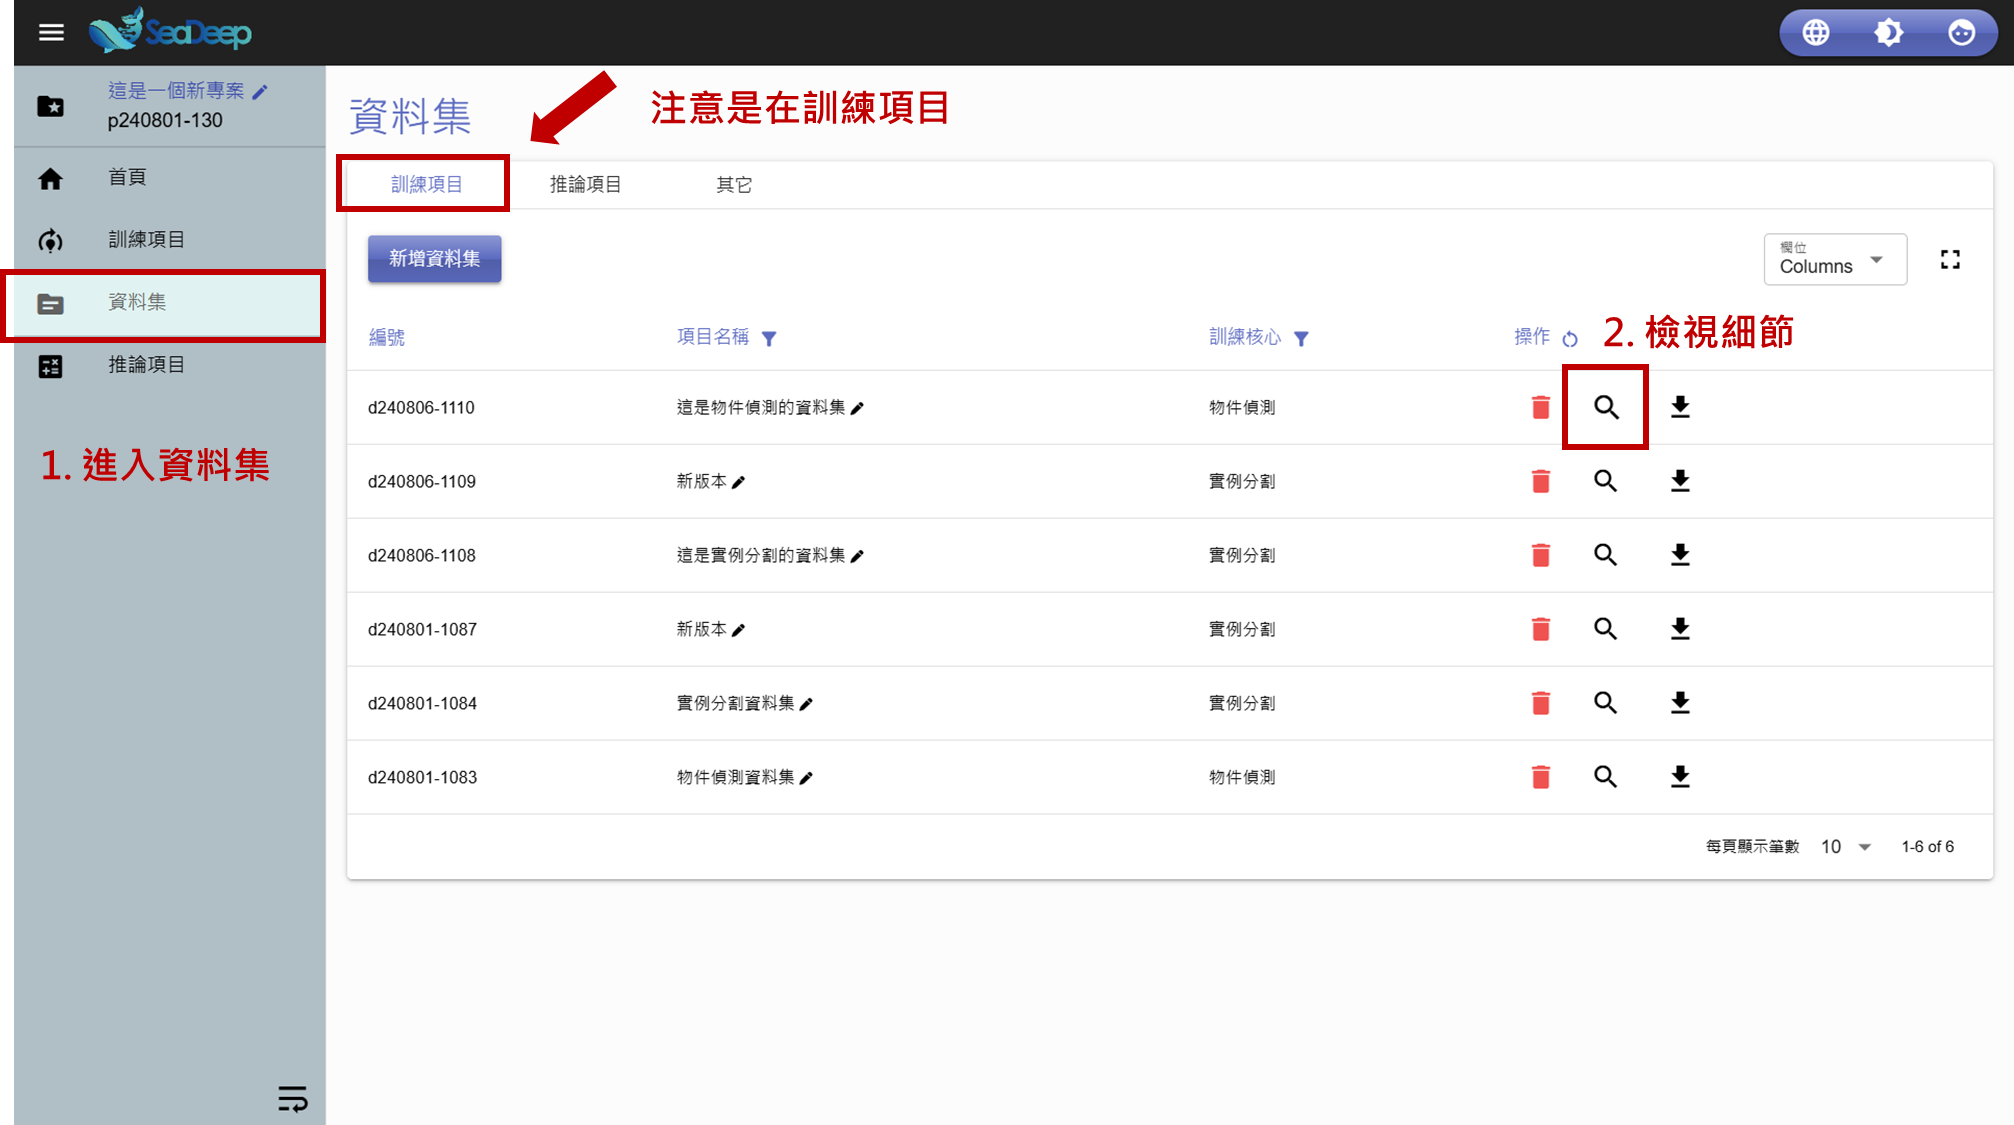 SeaDeep
這是一個新專案
p240801-130
首頁
訓練項目
資料集
推論項目
1. 進入資料集
資料集
注意是在訓練項目
訓練項目 推論項目 其它
新增資料集
欄位
Columns
編號 項目名稱 訓練核心 操作
2. 檢視細節
d240806-1110 這是物件偵測的資料集 物件偵測
d240806-1109 新版本 實例分割
d240806-1108 這是實例分割的資料集 實例分割
d240801-1087 新版本 實例分割
d240801-1084 實例分割資料集 實例分割
d240801-1083 物件偵測資料集 物件偵測
每頁顯示筆數 10 1-6 of 6